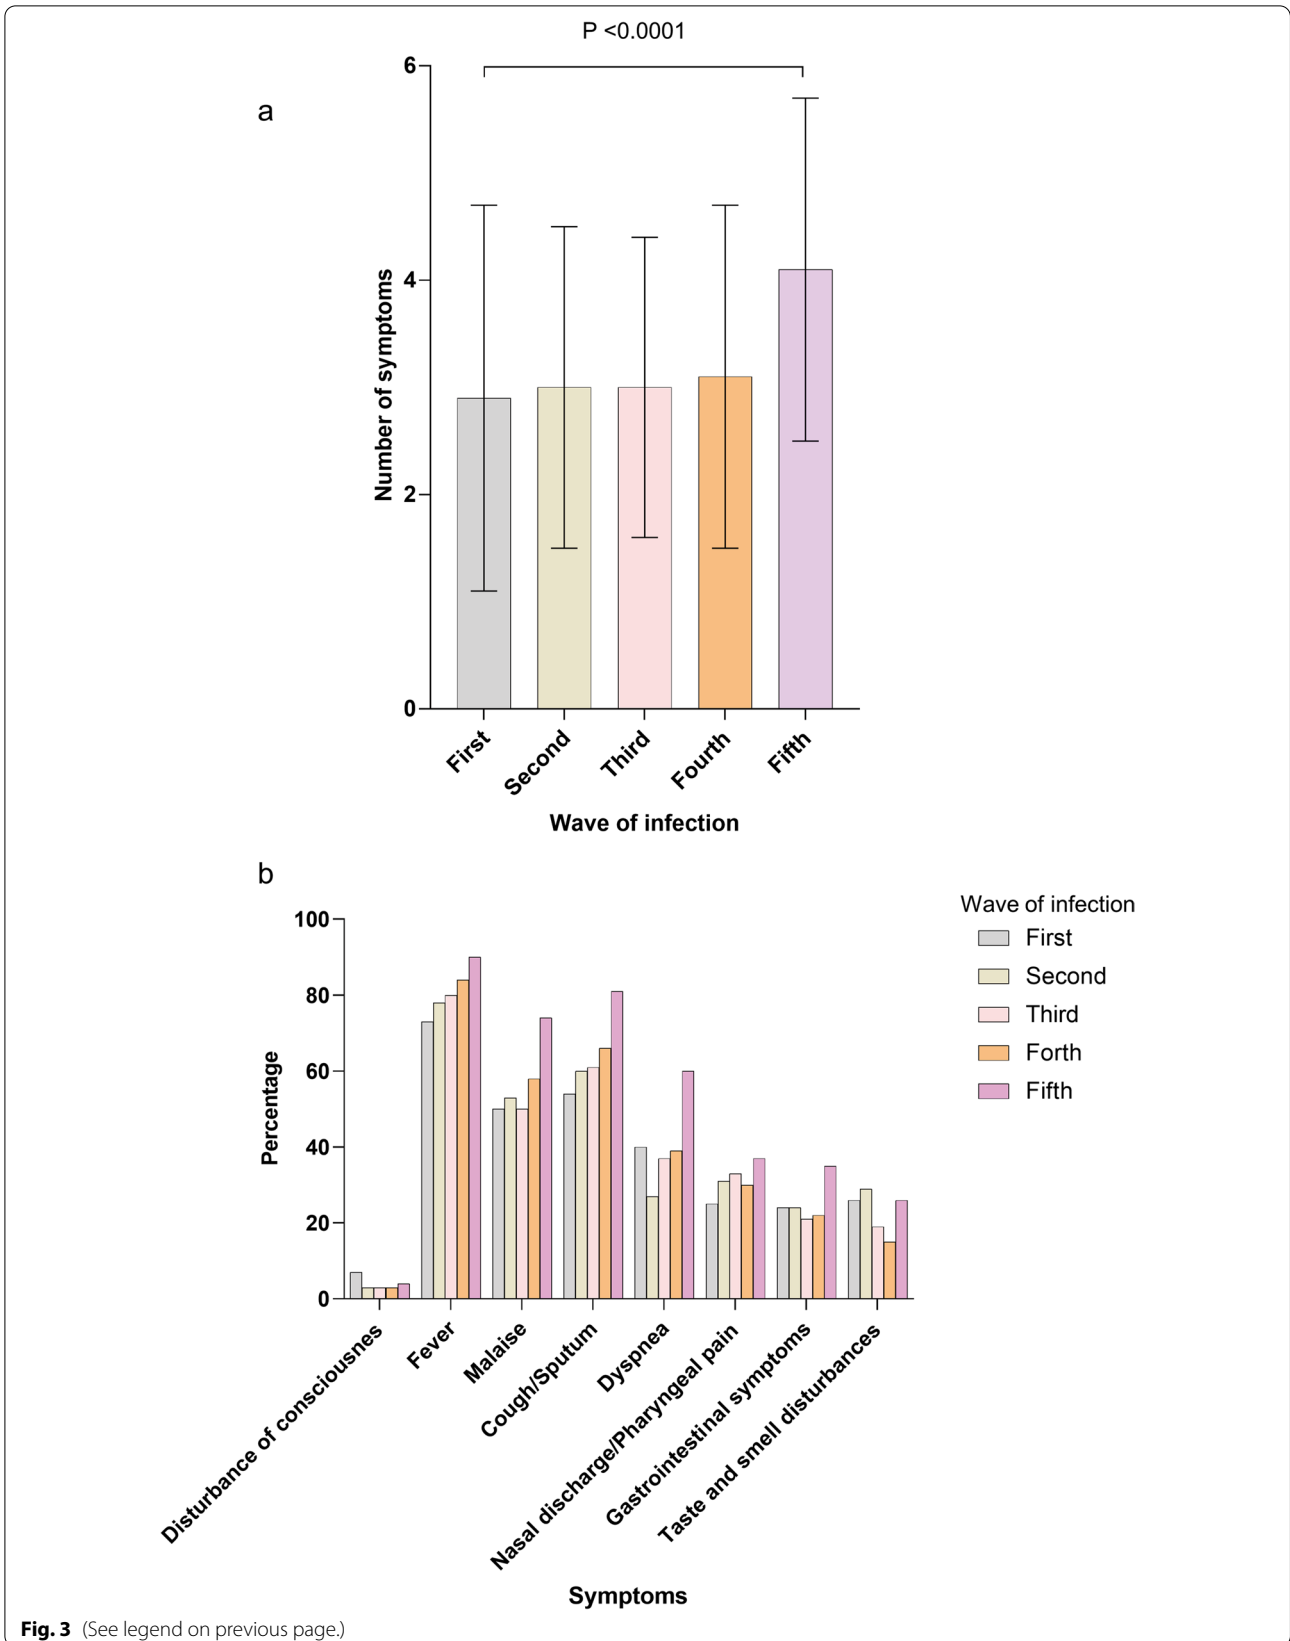 P <0.0001
a
6
4
2
0
Number of symptoms
First
Second
Third
Fourth
Fifth
Wave of infection
b
100
80
60
40
20
0
Percentage
Wave of infection
First
Second
Third
Forth
Fifth
Disturbance of consciousnes
Fever
Malaise
Cough/Sputum
Dyspnea
Nasal discharge/Pharyngeal pain
Gastrointestinal symptoms
Taste and smell disturbances
Symptoms
Fig. 3 (See legend on previous page.)